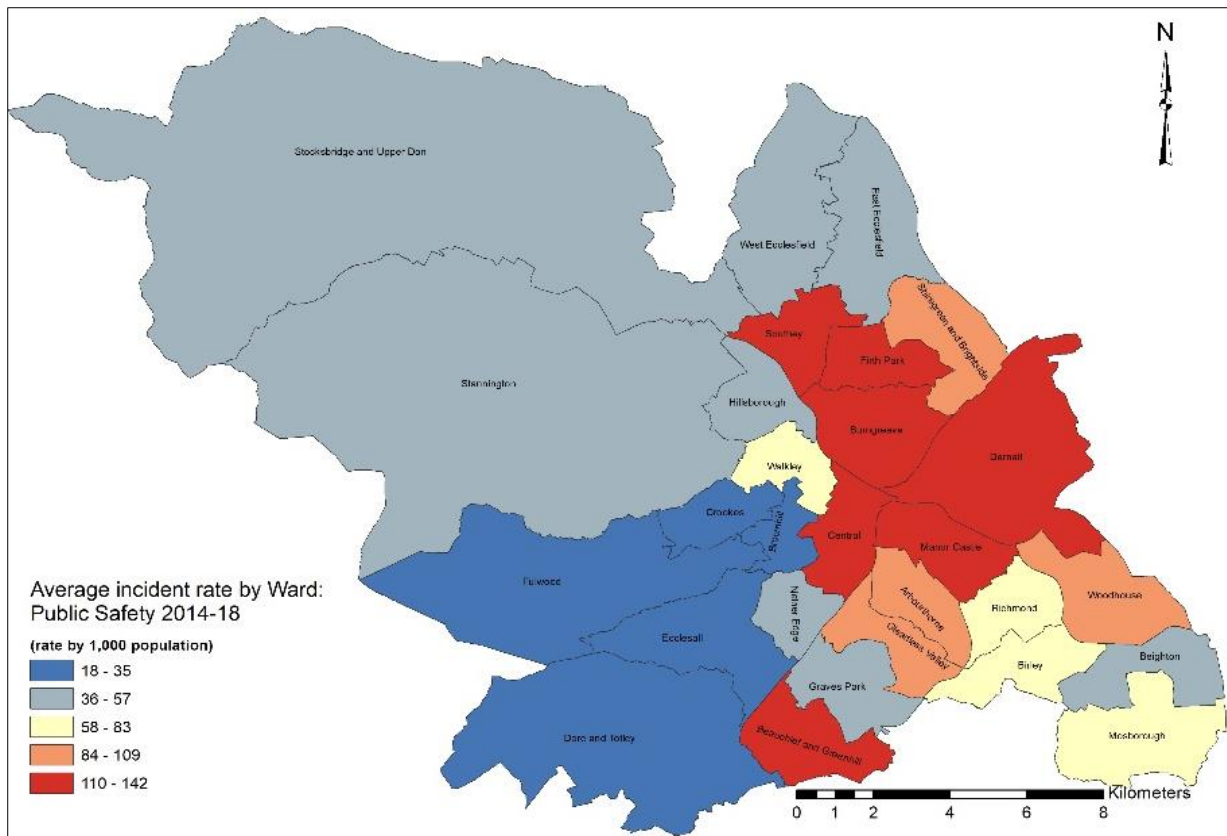 N
Stocksbridge and Upper Don
East Ecclesfield
West Ecclesfield
Shiregreen and Brightside
Southey
Firth Park
Stannington
Hillsborough
Burngreave
Darnall
Walkley
Crookes
Broomhill
Central
Manor Castle
Fulwood
Arbourthorne
Richmond
Woodhouse
Nether Edge
Gleadless Valley
Ecclesall
Birley
Beighton
Graves Park
Dore and Totley
Beauchief and Greenhill
Mosborough
Average incident rate by Ward:
Public Safety 2014-18
(rate by 1,000 population)
18 - 35
36 - 57
58 - 83
84 - 109
110 - 142
Kilometers
0 1 2 4 6 8